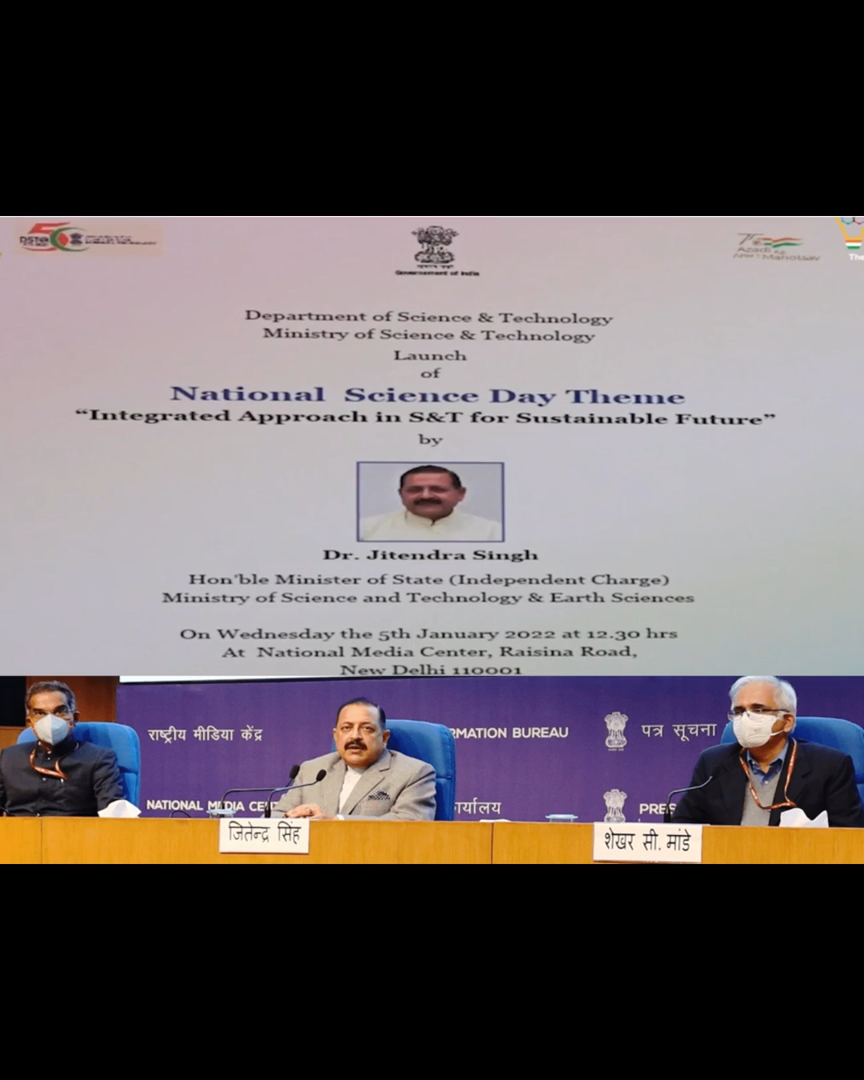 Department of Science & Technology
Ministry of Science & Technology
Launch
of
National Science Day Theme
“Integrated Approach in S&T for Sustainable Future”
by
Dr. Jitendra Singh
Hon'ble Minister of State (Independent Charge)
Ministry of Science and Technology & Earth Sciences
On Wednesday the 5th January 2022 at 12.30 hrs
At National Media Center, Raisina Road,
New Delhi 110001
राष्ट्रीय मीडिया केंद्र
BUREAU
पत्र सूचना
NATIONAL MEDIA
जितेन्द्र सिंह
शेखर सी. मांडे